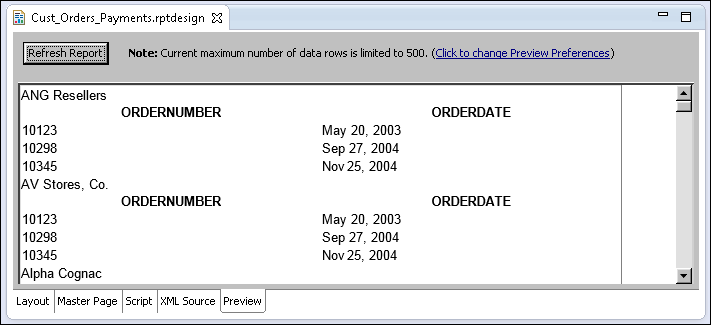 Cust_Orders_Payments.rptdesign
Refresh Report Note: Current maximum number of data rows is limited to 500. (Click to change Preview Preferences)
ANG Resellers
ORDERNUMBER ORDERDATE
10123 May 20, 2003
10298 Sep 27, 2004
10345 Nov 25, 2004
AV Stores, Co.
ORDERNUMBER ORDERDATE
10123 May 20, 2003
10298 Sep 27, 2004
10345 Nov 25, 2004
Alpha Cognac
Layout Master Page Script XML Source Preview